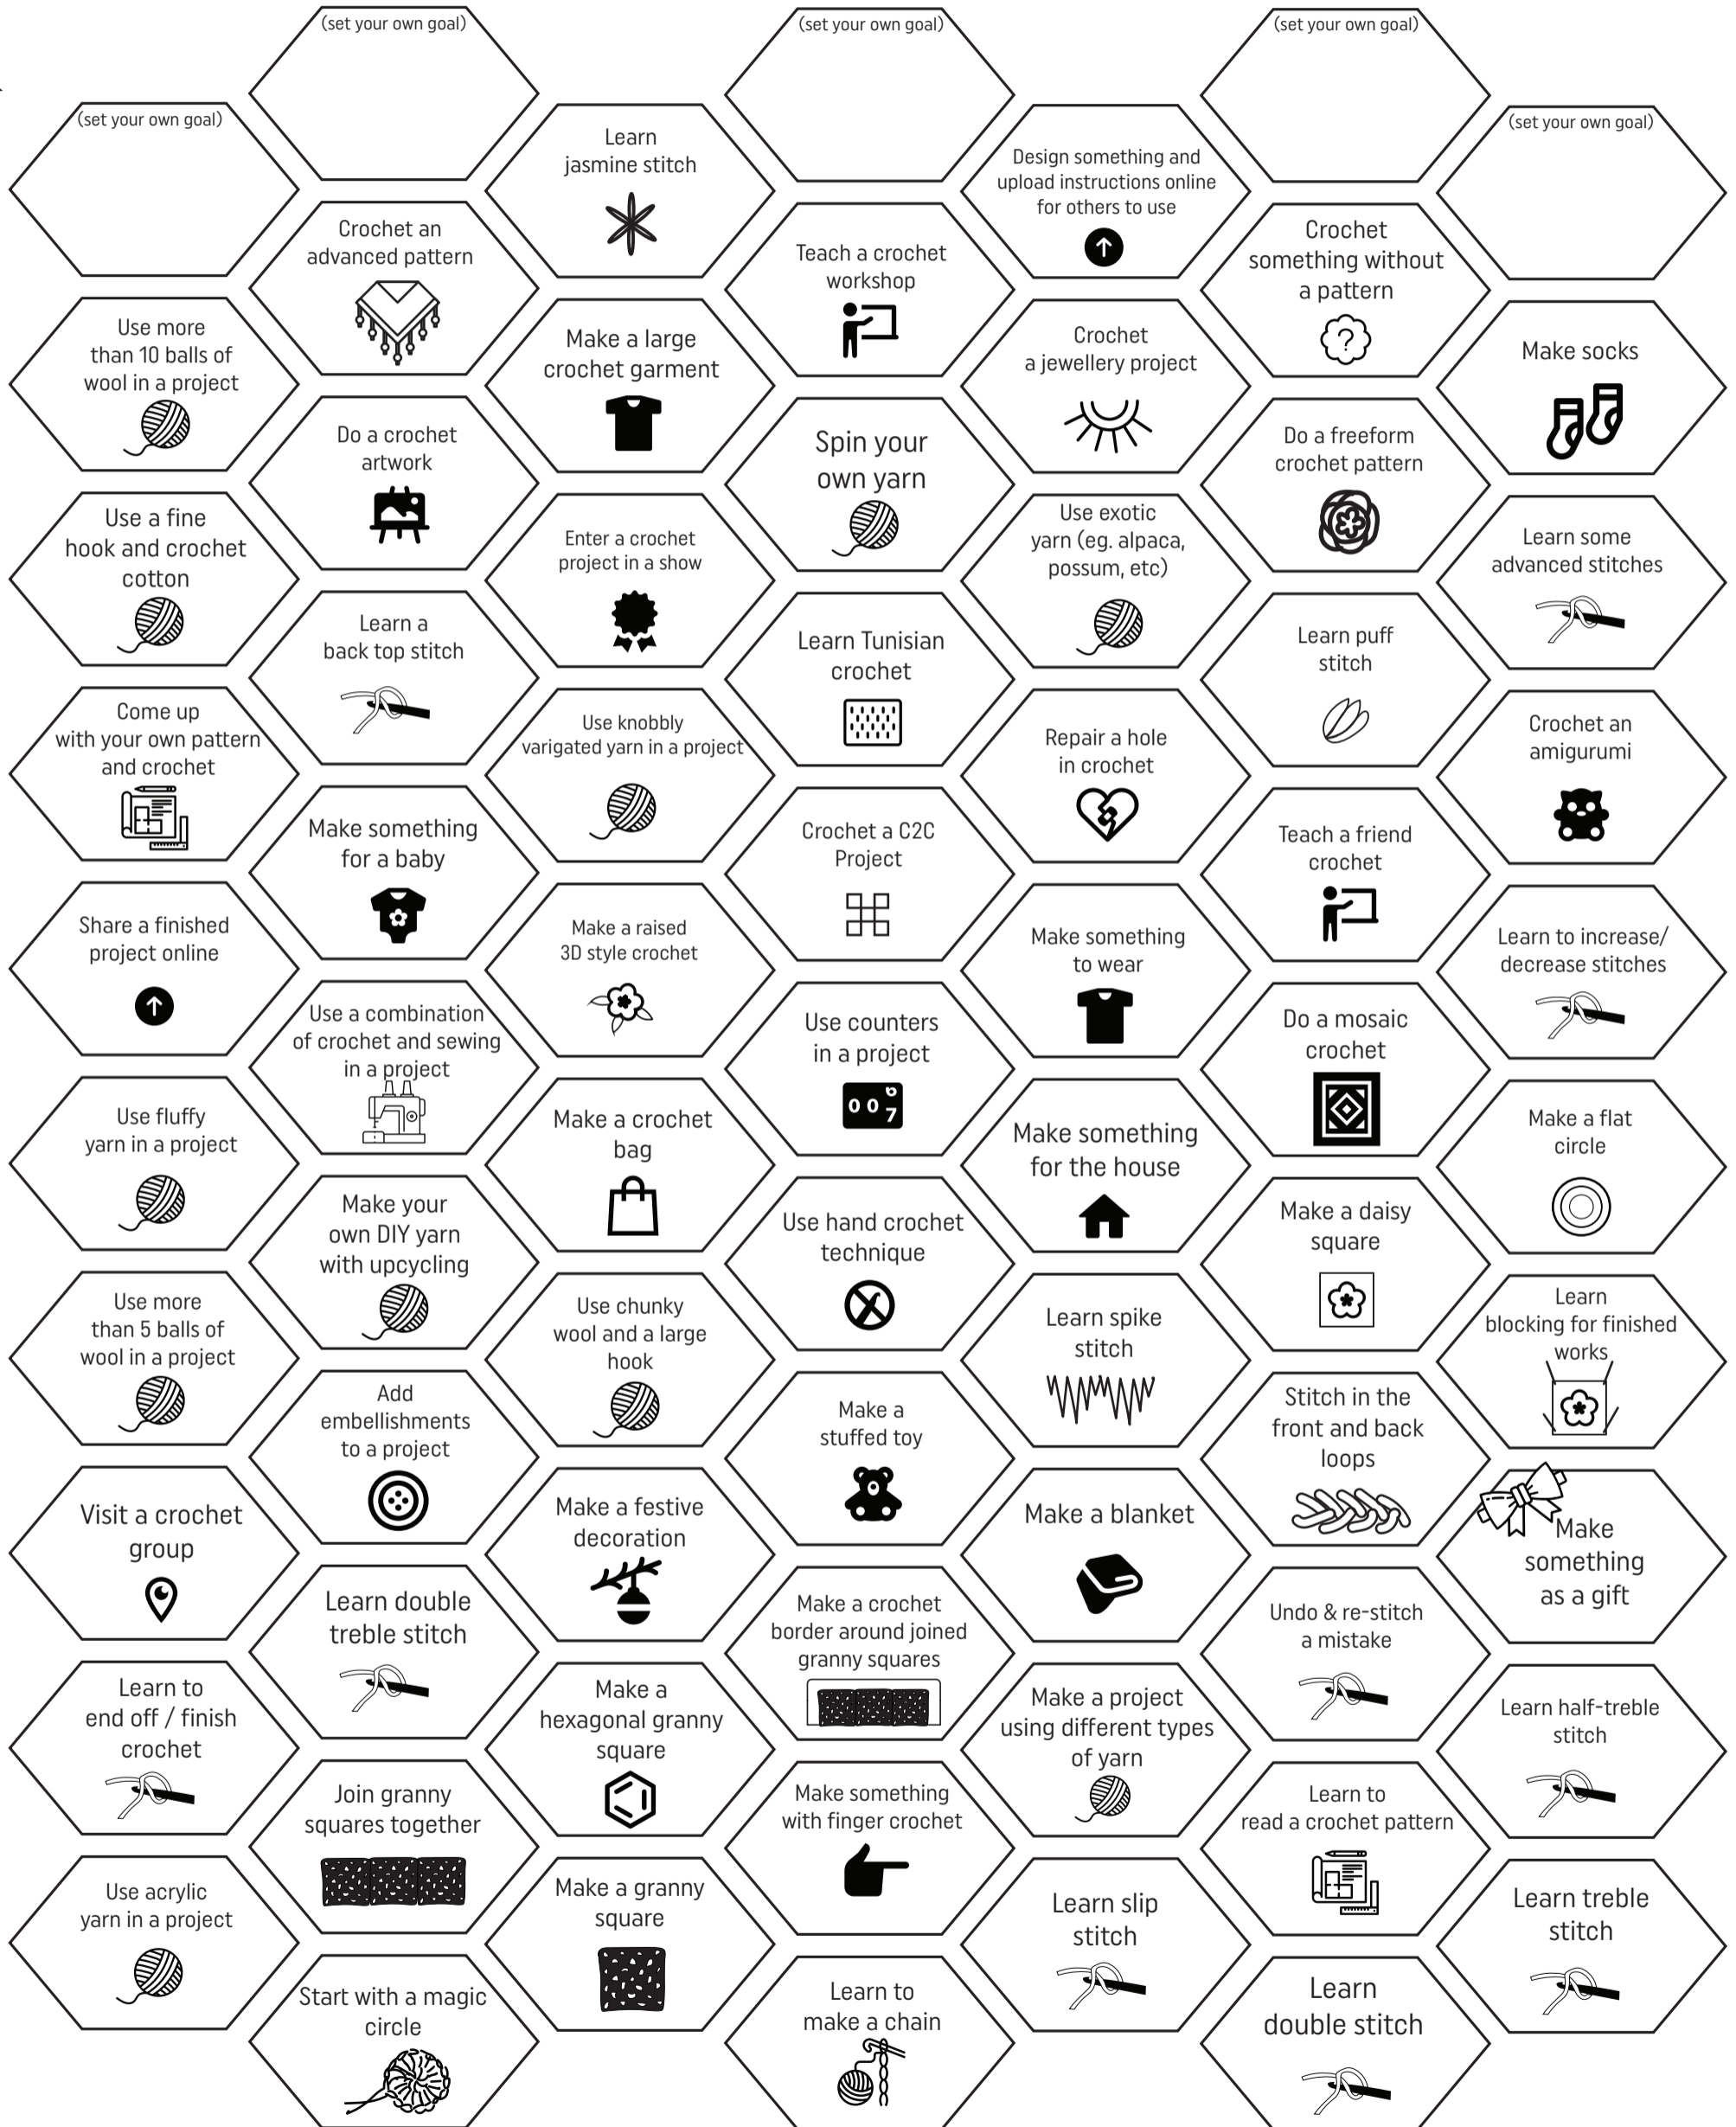 (set your own goal)
(set your own goal)
(set your own goal)
(set your own goal)
(set your own goal)
Learn
jasmine stitch
Design something and
upload instructions online
for others to use
Crochet an
advanced pattern
Teach a crochet
workshop
Crochet
something without
a pattern
Use more
than 10 balls of
wool in a project
Make a large
crochet garment
Crochet
a jewellery project
Make socks
Do a crochet
artwork
Spin your
own yarn
Do a freeform
crochet pattern
Use a fine
hook and crochet
cotton
Enter a crochet
project in a show
Use exotic
yarn (eg. alpaca,
possum, etc)
Learn some
advanced stitches
Learn a
back top stitch
Learn Tunisian
crochet
Learn puff
stitch
Come up
with your own pattern
and crochet
Use knobbly
varigated yarn in a project
Repair a hole
in crochet
Crochet an
amigurumi
Make something
for a baby
Crochet a C2C
Project
Teach a friend
crochet
Share a finished
project online
Make a raised
3D style crochet
Make something
to wear
Learn to increase/
decrease stitches
Use a combination
of crochet and sewing
in a project
Use counters
in a project
0 0 6
7
Do a mosaic
crochet
Use fluffy
yarn in a project
Make a crochet
bag
Make something
for the house
Make a flat
circle
Make your
own DIY yarn
with upcycling
Use hand crochet
technique
Make a daisy
square
Use more
than 5 balls of
wool in a project
Use chunky
wool and a large
hook
Learn spike
stitch
Learn
blocking for finished
works
Add
embellishments
to a project
Make a
stuffed toy
Stitch in the
front and back
loops
Visit a crochet
group
Make a festive
decoration
Make a blanket
Make
something
as a gift
Learn double
treble stitch
Make a crochet
border around joined
granny squares
Undo & re-stitch
a mistake
Learn to
end off / finish
crochet
Make a
hexagonal granny
square
Make a project
using different types
of yarn
Learn half-treble
stitch
Join granny
squares together
Make something
with finger crochet
Learn to
read a crochet pattern
Use acrylic
yarn in a project
Make a granny
square
Learn slip
stitch
Learn treble
stitch
Start with a magic
circle
Learn to
make a chain
Learn
double stitch